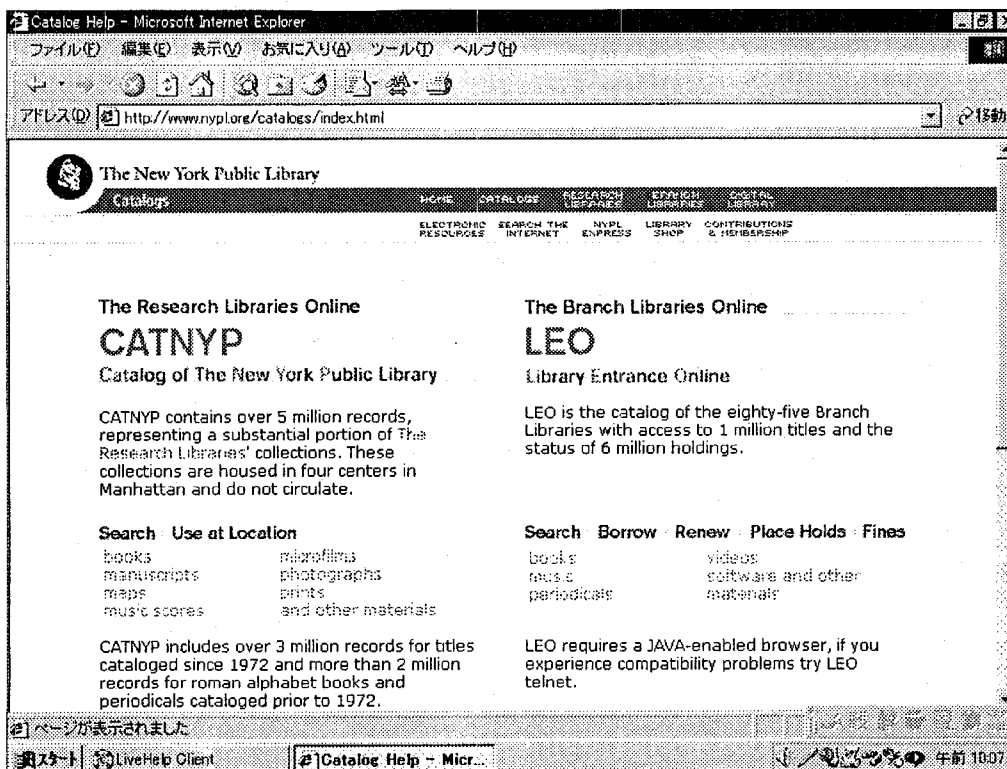 Catalog Help - Microsoft Internet Explorer
ファイル(F) 編集(E) 表示(V) お気に入り(A) ツール(T) ヘルプ(H)
アドレス(D) http://www.nypl.org/catalogs/index.html 移動
The New York Public Library
Catalogs HOME CATALOGS RESEARCH LIBRARIES BRANCH LIBRARIES DIGITAL LIBRARY
ELECTRONIC RESOURCES SEARCH THE INTERNET NYPL EXPRESS LIBRARY SHOP CONTRIBUTIONS & MEMBERSHIP
The Research Libraries Online
CATNYP
Catalog of The New York Public Library
CATNYP contains over 5 million records,
representing a substantial portion of The
Research Libraries' collections. These
collections are housed in four centers in
Manhattan and do not circulate.
Search Use at Location
books microfilms
manuscripts photographs
maps prints
music scores and other materials
CATNYP includes over 3 million records for titles
cataloged since 1972 and more than 2 million
records for roman alphabet books and
periodicals cataloged prior to 1972.
The Branch Libraries Online
LEO
Library Entrance Online
LEO is the catalog of the eighty-five Branch
Libraries with access to 1 million titles and the
status of 6 million holdings.
Search Borrow Renew Place Holds Fines
books videos
music software and other
periodicals materials
LEO requires a JAVA-enabled browser, if you
experience compatibility problems try LEO
telnet.
ページが表示されました
スタート LiveHelp Client Catalog Help - Micr... 午前 10:02